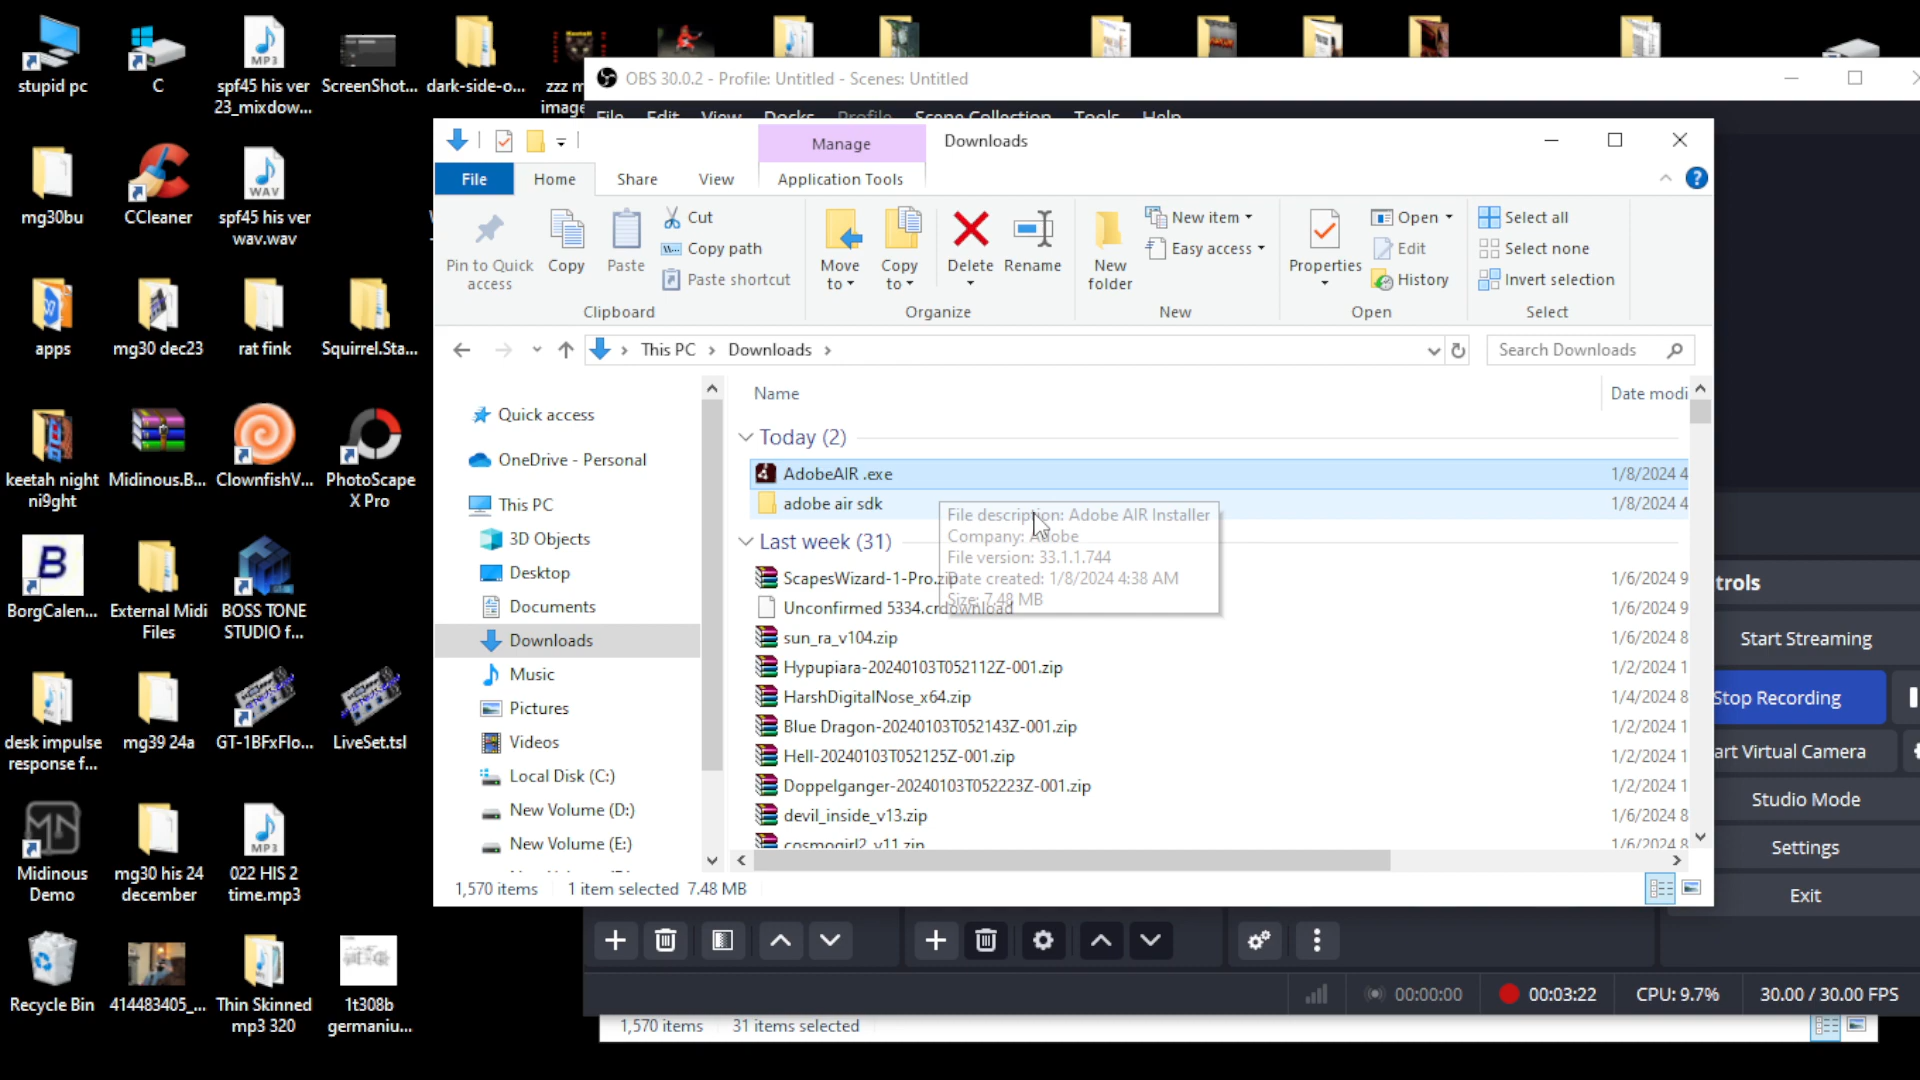 stupid pc
C
spf45 his ver
23_mixdow...
ScreenShot...
dark-side-o...
zzz m
image
OBS 30.0.2 - Profile: Untitled - Scenes: Untitled
File Edit View Docks Profile Scene Collection Tools Help
Manage
Downloads
File
Home
Share
View
Application Tools
mg30bu
CCleaner
spf45 his ver
wav.wav
Pin to Quick
access
Copy
Paste
Cut
Copy path
Paste shortcut
Clipboard
Move
to
Copy
to
Delete
Rename
Organize
New
folder
New item
Easy access
New
Properties
Open
Edit
History
Open
Select all
Select none
Invert selection
Select
apps
mg30 dec23
rat fink
Squirrel.Sta...
This PC > Downloads >
Search Downloads
Name
Date modi
Quick access
OneDrive - Personal
This PC
3D Objects
Desktop
Documents
Downloads
Music
Pictures
Videos
Local Disk (C:)
New Volume (D:)
New Volume (E:)
Today (2)
AdobeAIR .exe 1/8/2024 4
adobe air sdk 1/8/2024 4
File description: Adobe AIR Installer
Company: Adobe
File version: 33.1.1.744
Date created: 1/8/2024 4:38 AM
Size: 7.48 MB
Last week (31)
ScapesWizard-1-Pro.zip 1/6/2024 9
Unconfirmed 5334.crdownload 1/6/2024 9
sun_ra_v104.zip 1/6/2024 8
Hypupiara-20240103T052112Z-001.zip 1/2/2024 1
HarshDigitalNose_x64.zip 1/4/2024 8
Blue Dragon-20240103T052143Z-001.zip 1/2/2024 1
Hell-20240103T052125Z-001.zip 1/2/2024 1
Doppelganger-20240103T052223Z-001.zip 1/2/2024 1
devil_inside_v13.zip 1/6/2024 8
cosmogirl2_v11.zip 1/6/2024 8
1,570 items 1 item selected 7.48 MB
keetah night
ni9ght
Midinous.B...
ClownfishV...
PhotoScape
X Pro
BorgCalen...
External Midi
Files
BOSS TONE
STUDIO f...
desk impulse
response f...
mg39 24a
GT-1BFxFlo...
LiveSet.tsl
Midinous
Demo
mg30 his 24
december
022 HIS 2
time.mp3
Recycle Bin
414483405_...
Thin Skinned
mp3 320
1t308b
germaniu...
trols
Start Streaming
Stop Recording
art Virtual Camera
Studio Mode
Settings
Exit
00:00:00
00:03:22
CPU: 9.7%
30.00 / 30.00 FPS
1,570 items 31 items selected